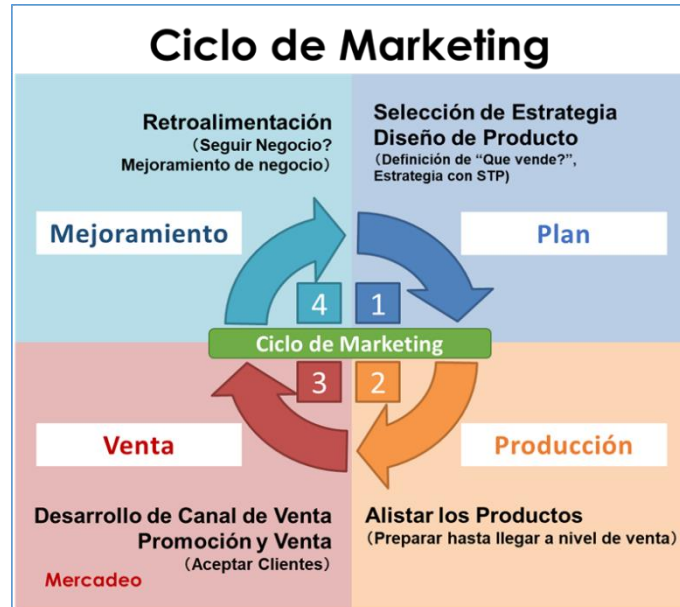 Ciclo de Marketing
Retroalimentación
(Seguir Negocio?
Mejoramiento de negocio)
Selección de Estrategia
Diseño de Producto
(Definición de “Que vende?”,
Estrategia con STP)
Mejoramiento
Plan
4
1
Ciclo de Marketing
3
2
Venta
Producción
Desarrollo de Canal de Venta
Promoción y Venta
(Aceptar Clientes)
Mercadeo
Alistar los Productos
(Preparar hasta llegar a nivel de venta)